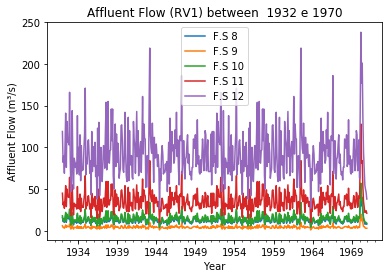 Affluent Flow (RV1) between 1932 e 1970
Affluent Flow (m³/s)
250
200
150
100
50
0
F.S 8
F.S 9
F.S 10
F.S 11
F.S 12
1934 1939 1944 1949 1954 1959 1964 1969
Year